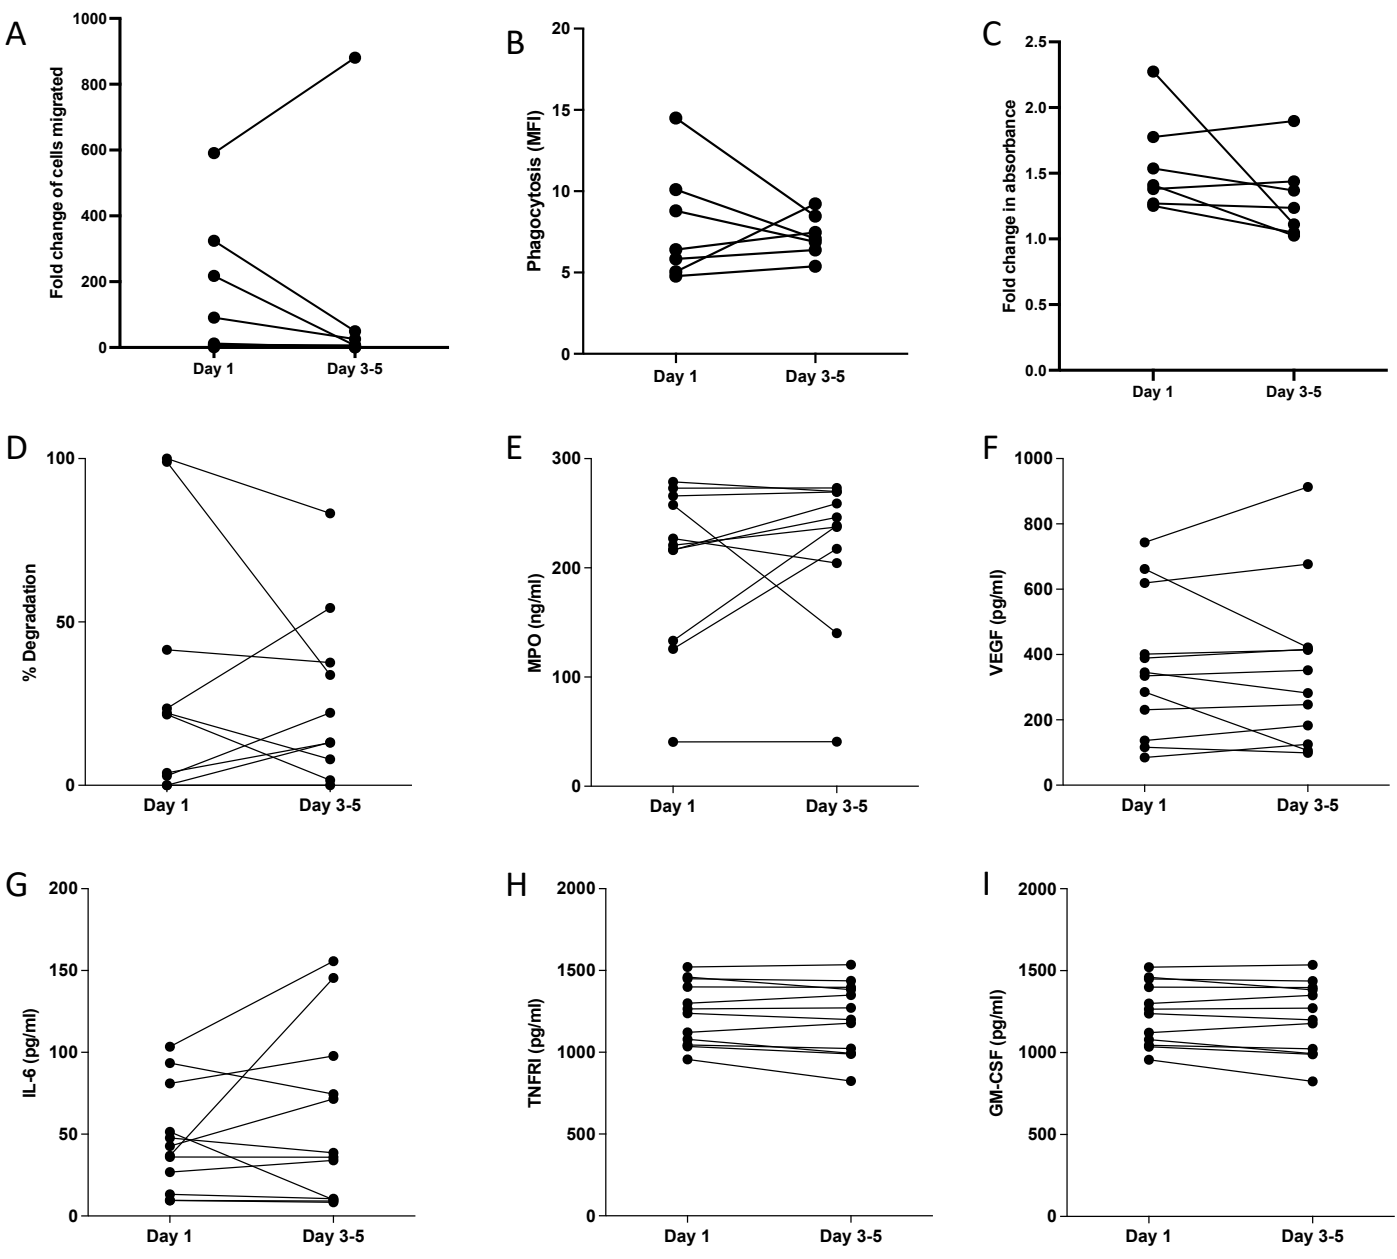 A
Fold change of cells migrated
1000
800
600
400
200
0
Day 1
Day 3-5
B
Phagocytosis (MFI)
20
15
10
5
0
Day 1
Day 3-5
C
Fold change in absorbance
2.5
2.0
1.5
1.0
0.5
0.0
Day 1
Day 3-5
D
% Degradation
100
50
0
Day 1
Day 3-5
E
MPO (ng/ml)
300
200
100
0
Day 1
Day 3-5
F
VEGF (pg/ml)
1000
800
600
400
200
0
Day 1
Day 3-5
G
IL-6 (pg/ml)
200
150
100
50
0
Day 1
Day 3-5
H
TNFRI (pg/ml)
2000
1500
1000
500
0
Day 1
Day 3-5
I
GM-CSF (pg/ml)
2000
1500
1000
500
0
Day 1
Day 3-5